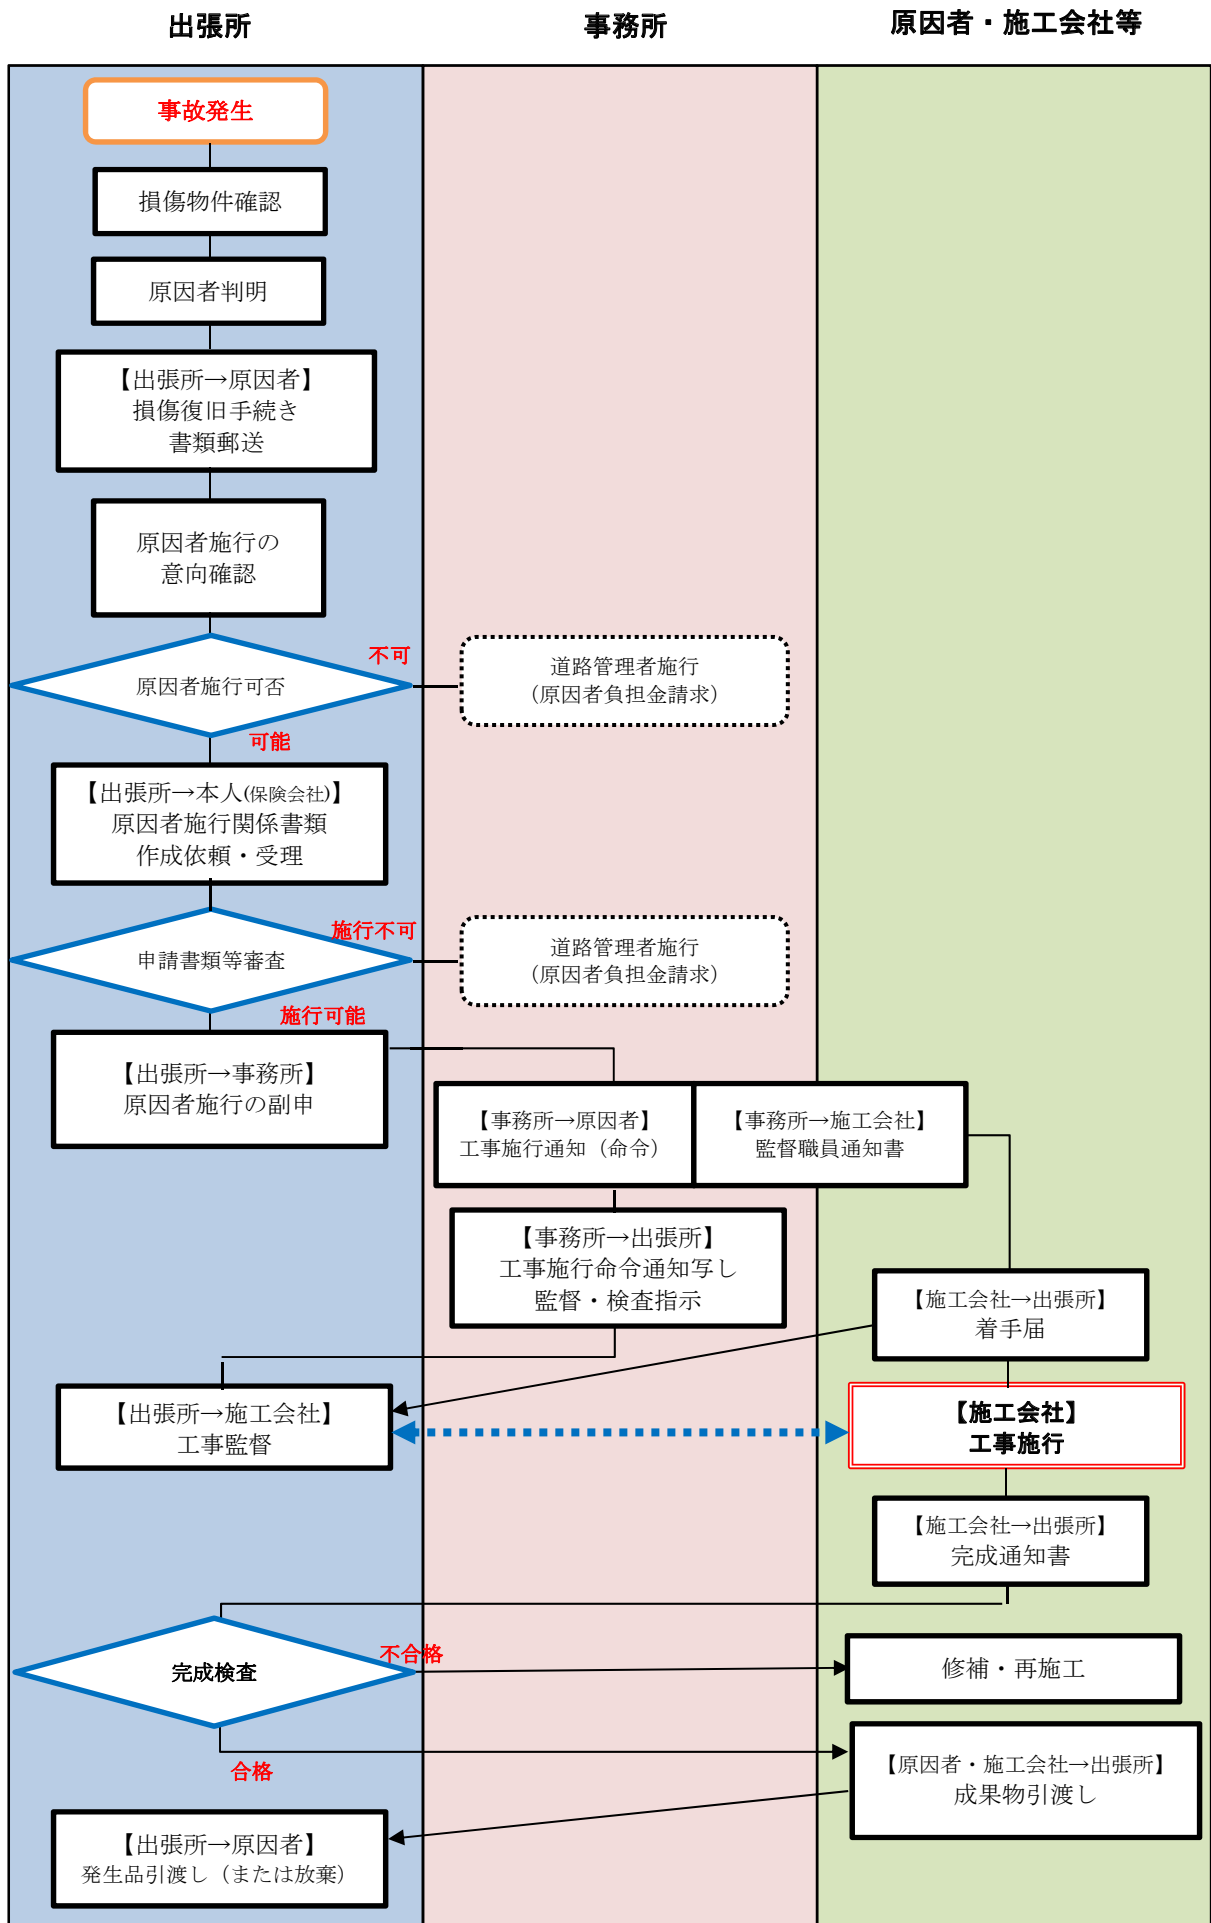 出張所
事務所
原因者・施工会社等
事故発生
損傷物件確認
原因者判明
【出張所→原因者】
損傷復旧手続き
書類郵送
原因者施行の
意向確認
原因者施行可否
不可
道路管理者施行
（原因者負担金請求）
可能
【出張所→本人(保険会社)】
原因者施行関係書類
作成依頼・受理
申請書類等審査
施行不可
道路管理者施行
（原因者負担金請求）
施行可能
【出張所→事務所】
原因者施行の副申
【事務所→原因者】
工事施行通知（命令）
【事務所→施工会社】
監督職員通知書
【事務所→出張所】
工事施行命令通知写し
監督・検査指示
【施工会社→出張所】
着手届
【出張所→施工会社】
工事監督
【施工会社】
工事施行
【施工会社→出張所】
完成通知書
完成検査
不合格
修補・再施工
合格
【原因者・施工会社→出張所】
成果物引渡し
【出張所→原因者】
発生品引渡し（または放棄）